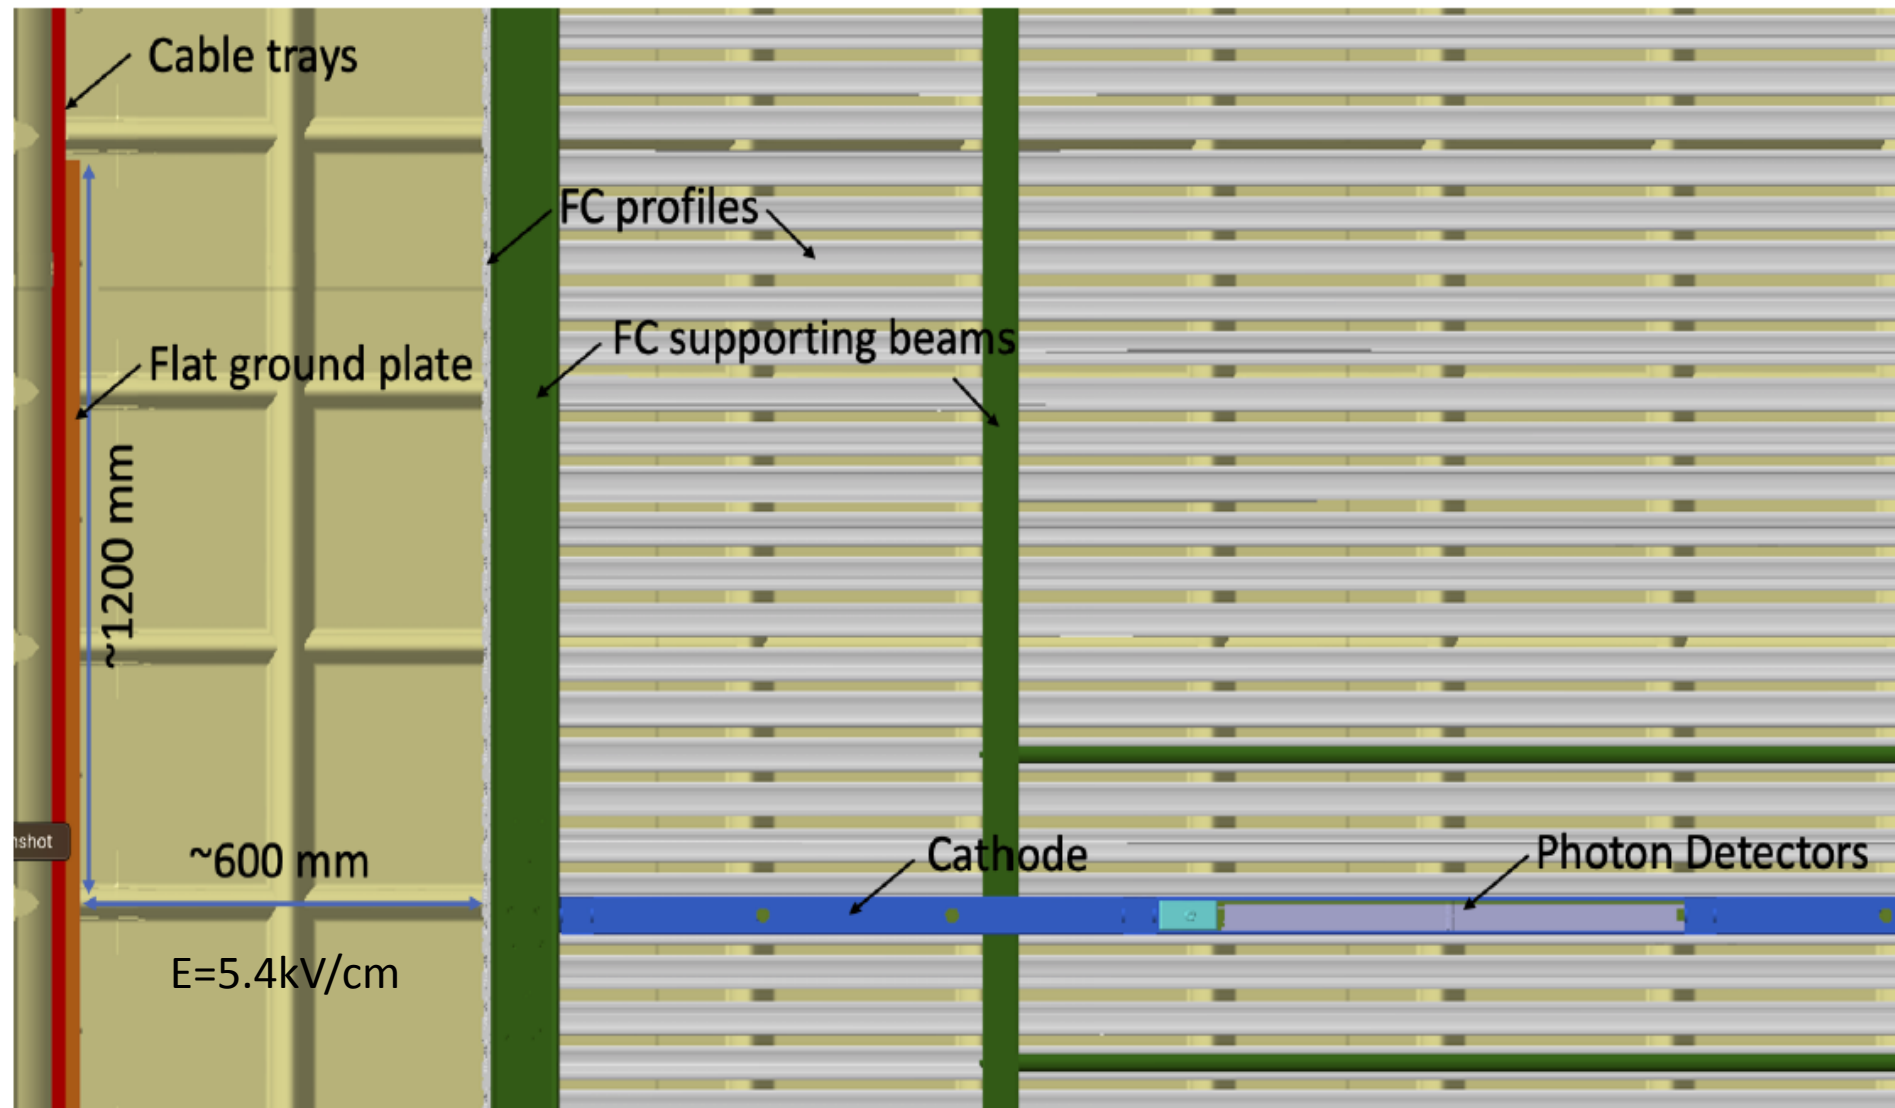 Cable trays
FC profiles
FC supporting beams
Flat ground plate
~1200 mm
nshot
~600 mm
Cathode
Photon Detectors
E=5.4kV/cm